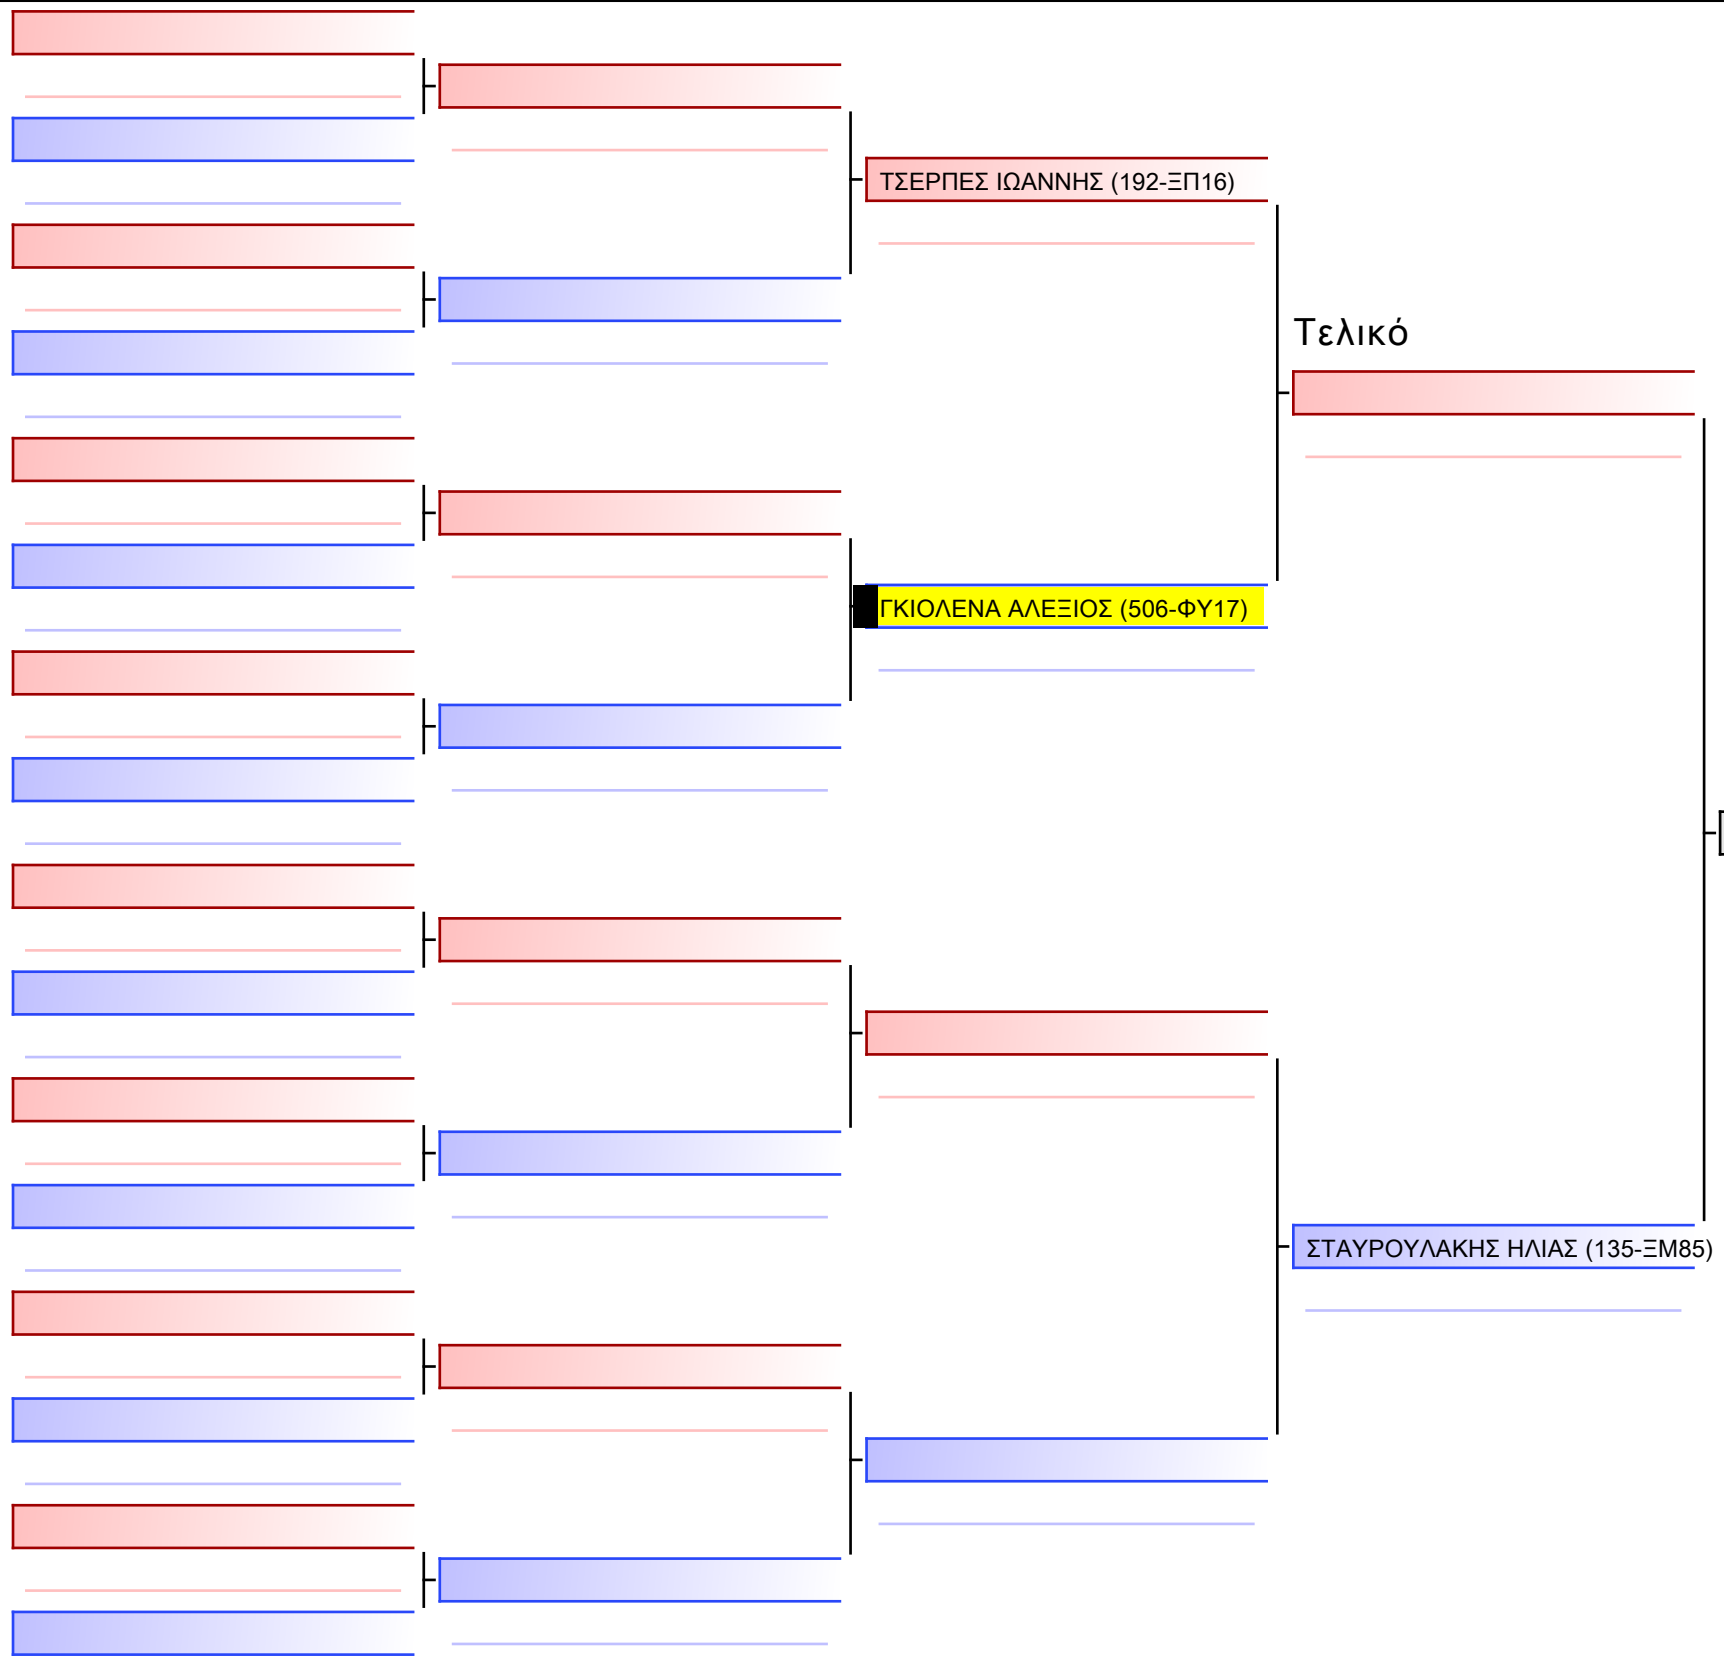 ΤΣΕΡΠΕΣ ΙΩΑΝΝΗΣ (192-ΞΠ16)
Τελικό
ΓΚΙΟΛΕΝΑ ΑΛΕΞΙΟΣ (506-ΦΥ17)
ΣΤΑΥΡΟΥΛΑΚΗΣ ΗΛΙΑΣ (135-ΞΜ85)